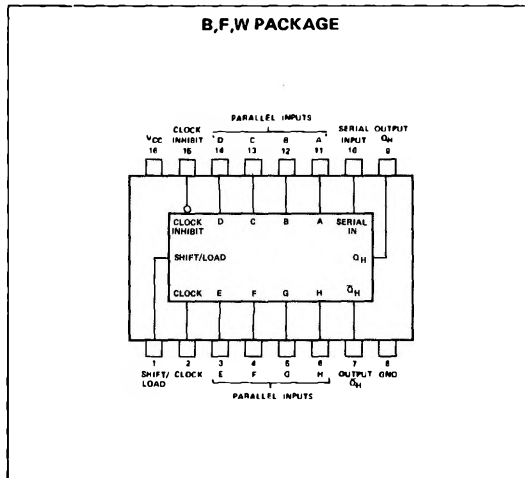 B,F,W PACKAGE
PARALLEL INPUTS
VCC CLOCK INHIBIT D C B A SERIAL INPUT OUTPUT QH
16 15 14 13 12 11 10 9
CLOCK INHIBIT D C B A SERIAL IN
SHIFT/LOAD QH
CLOCK E F G H Q̅H
1 2 3 4 5 6 7 8
SHIFT/LOAD CLOCK E F G H OUTPUT Q̅H GND
PARALLEL INPUTS